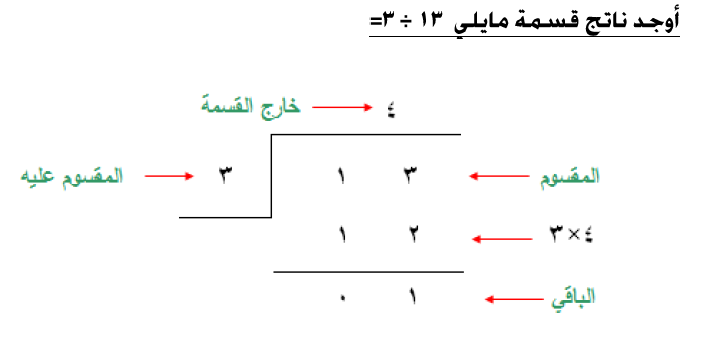 أوجد ناتج قسمة مايلي ١٣ ÷ ٣=
خارج القسمة ٤
المقسوم عليه ٣ ١ ٣ المقسوم
١ ٢ ٤×٣
٠ ١ الباقي